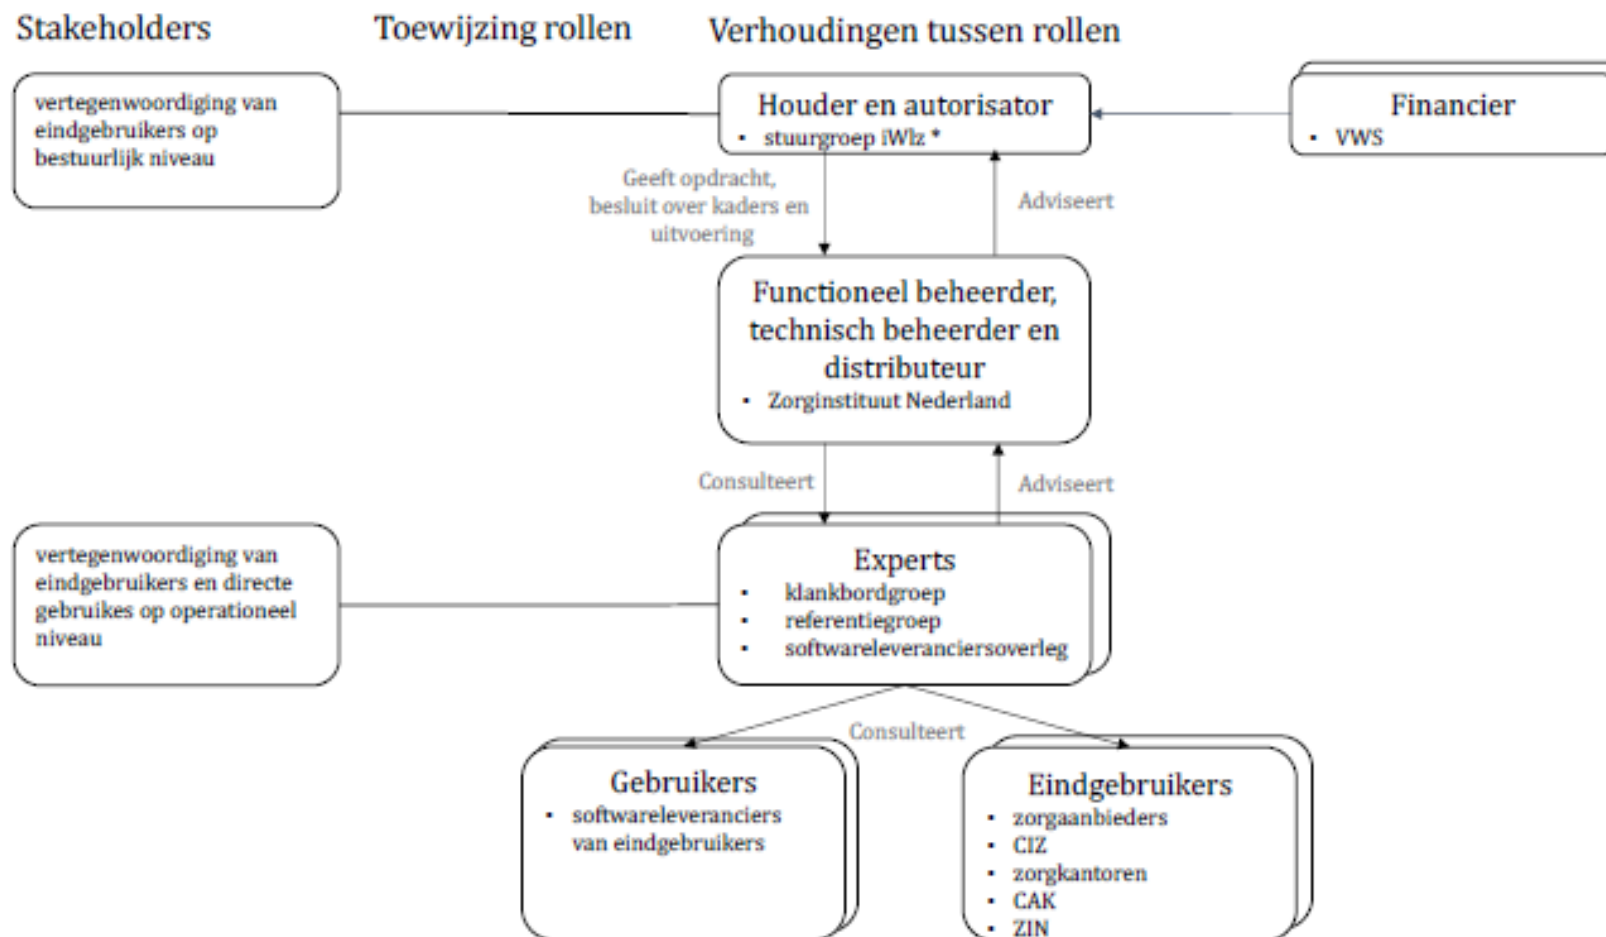 Stakeholders
Toewijzing rollen
Verhoudingen tussen rollen
vertegenwoordiging van
eindgebruikers op
bestuurlijk niveau
Houder en autorisator
▪ stuurgroep iWlz *
Financier
▪ VWS
Geeft opdracht,
besluit over kaders en
uitvoering
Adviseert
Functioneel beheerder,
technisch beheerder en
distributeur
▪ Zorginstituut Nederland
Consulteert
Adviseert
vertegenwoordiging van
eindgebruikers en directe
gebruikes op operationeel
niveau
Experts
▪ klankbordgroep
▪ referentiegroep
▪ softwareleveranciersoverleg
Consulteert
Gebruikers
▪ softwareleveranciers
van eindgebruikers
Eindgebruikers
▪ zorgaanbieders
▪ CIZ
▪ zorgkantoren
▪ CAK
▪ ZIN